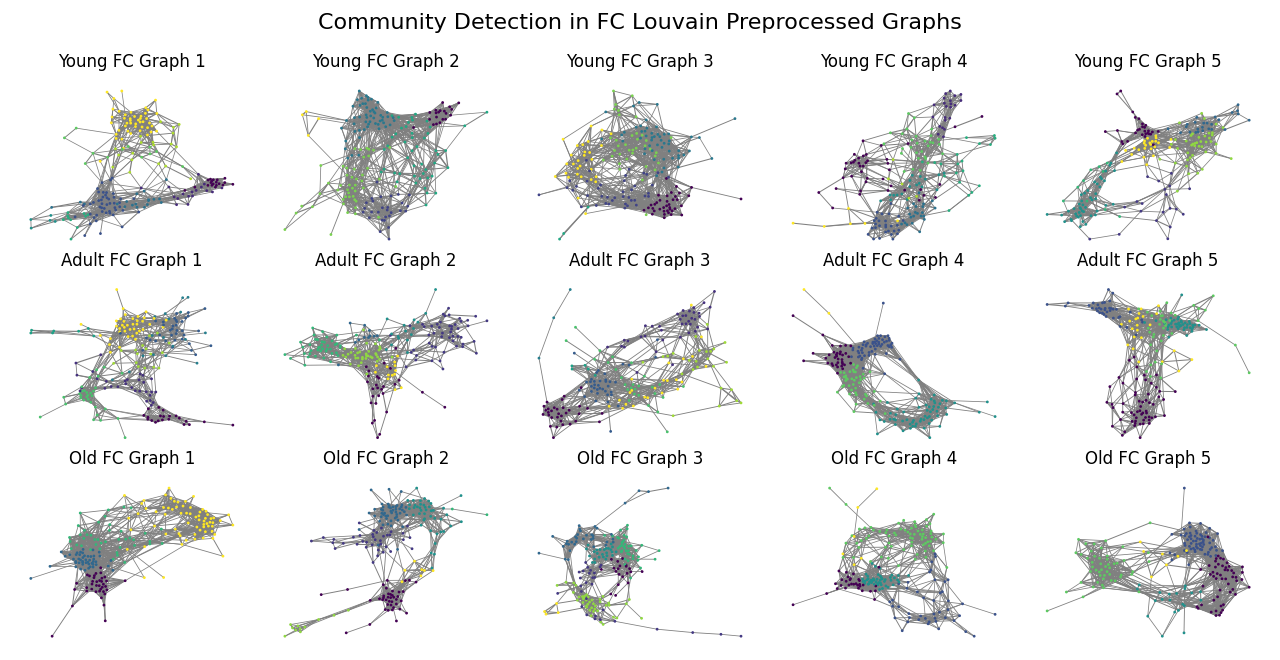 Community Detection in FC Louvain Preprocessed Graphs
Young FC Graph 1
Young FC Graph 2
Young FC Graph 3
Young FC Graph 4
Young FC Graph 5
Adult FC Graph 1
Adult FC Graph 2
Adult FC Graph 3
Adult FC Graph 4
Adult FC Graph 5
Old FC Graph 1
Old FC Graph 2
Old FC Graph 3
Old FC Graph 4
Old FC Graph 5